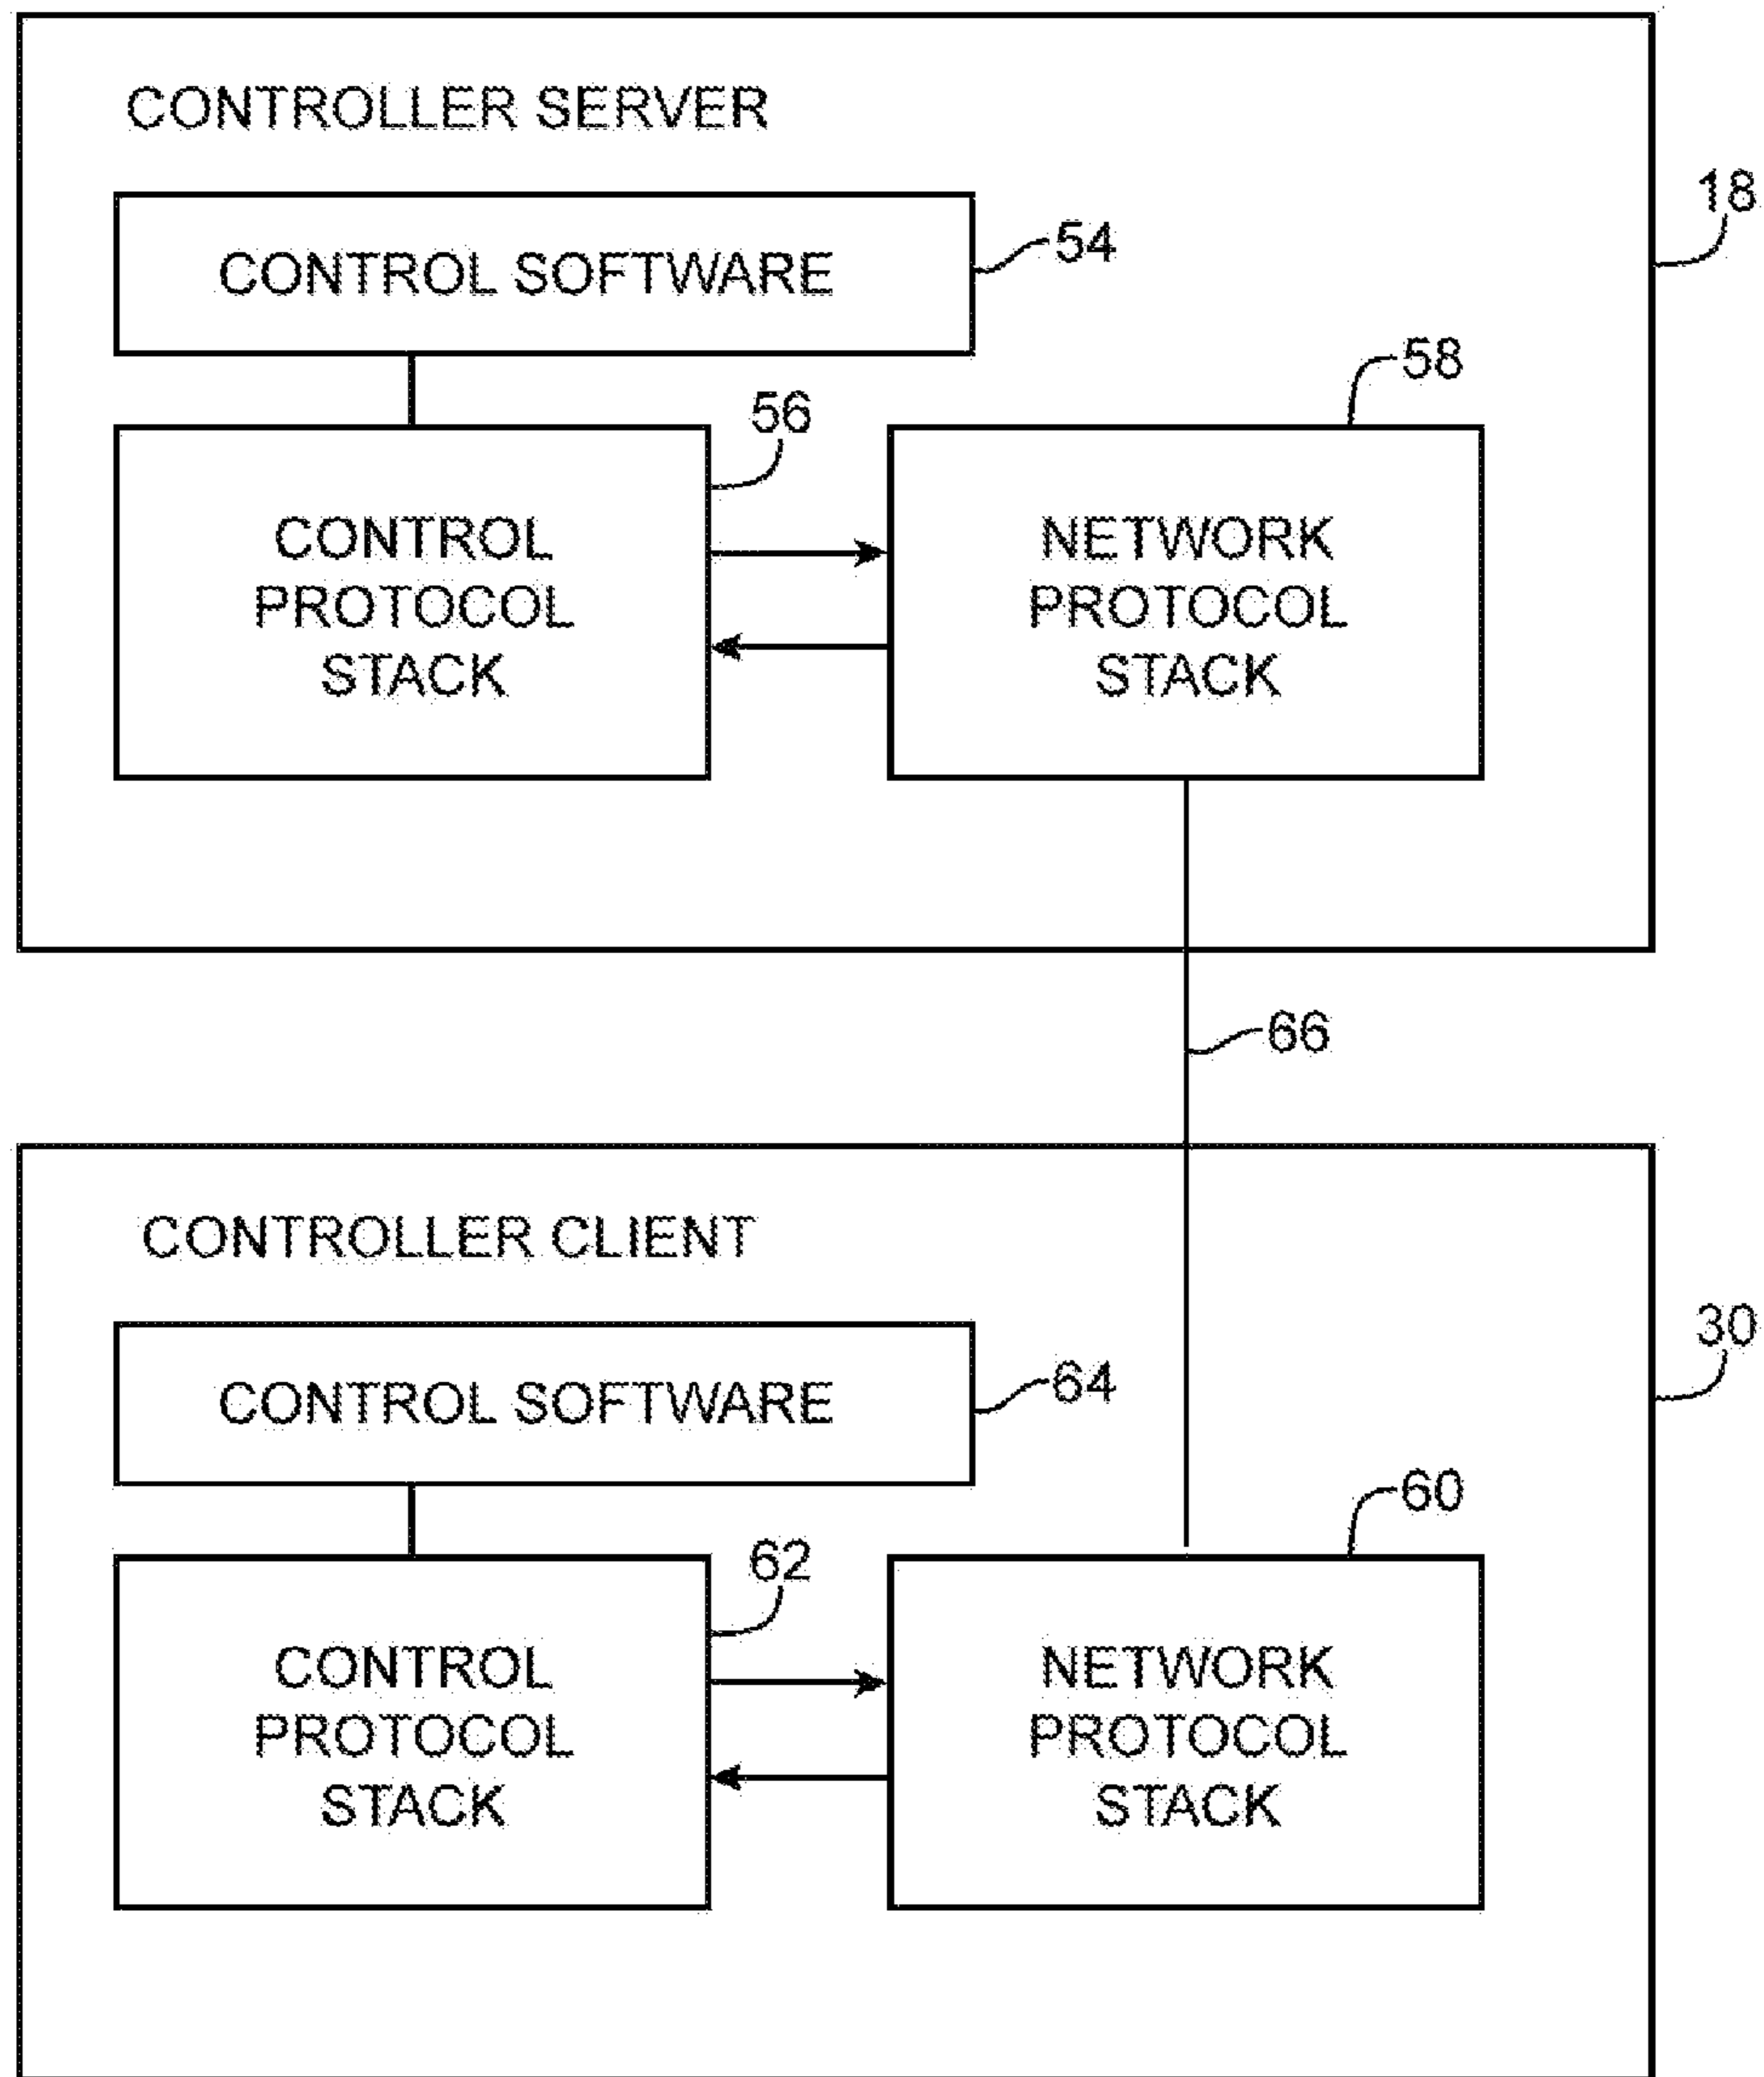 CONTROLLER SERVER
18
CONTROL SOFTWARE
54
58
56
CONTROL
PROTOCOL
STACK
NETWORK
PROTOCOL
STACK
66
CONTROLLER CLIENT
30
CONTROL SOFTWARE
64
60
62
CONTROL
PROTOCOL
STACK
NETWORK
PROTOCOL
STACK